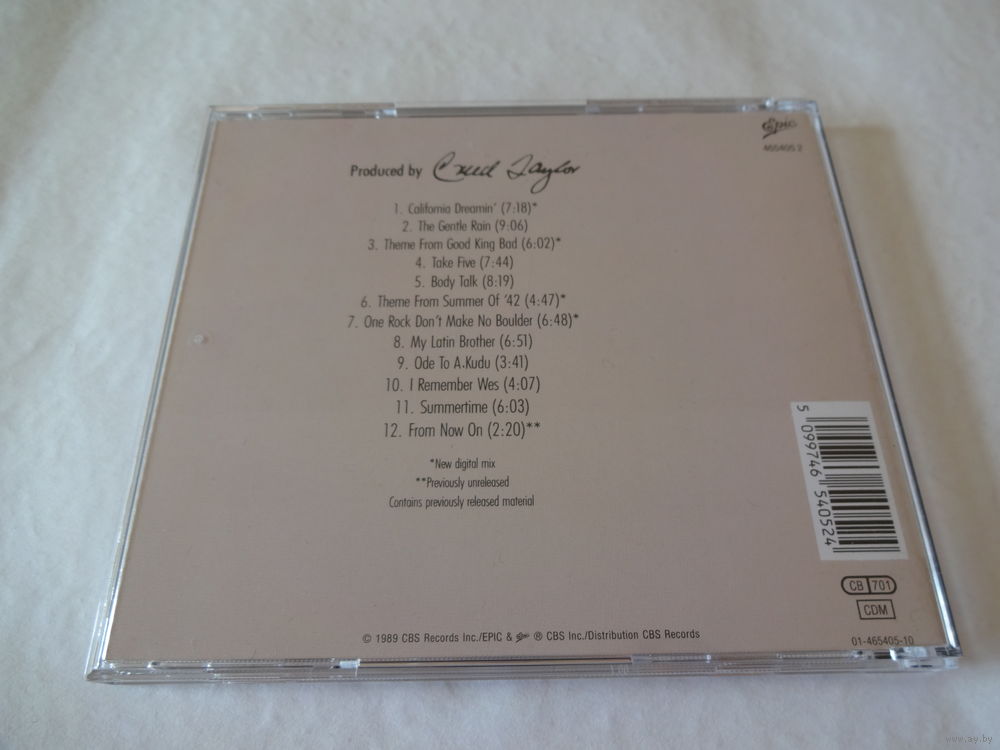 Epic
465405 2
Produced by Creed Taylor
1. California Dreamin' (7:18)*
2. The Gentle Rain (9:06)
3. Theme From Good King Bad (6:02)*
4. Take Five (7:44)
5. Body Talk (8:19)
6. Theme From Summer Of '42 (4:47)*
7. One Rock Don't Make No Boulder (6:48)*
8. My Latin Brother (6:51)
9. Ode To A.Kudu (3:41)
10. I Remember Wes (4:07)
11. Summertime (6:03)
12. From Now On (2:20)**
*New digital mix
**Previously unreleased
Contains previously released material
5 099746 540524
CB 701
CDM
© 1989 CBS Records Inc./EPIC & Epic ® CBS Inc./Distribution CBS Records
01-465405-10
www.ay.by